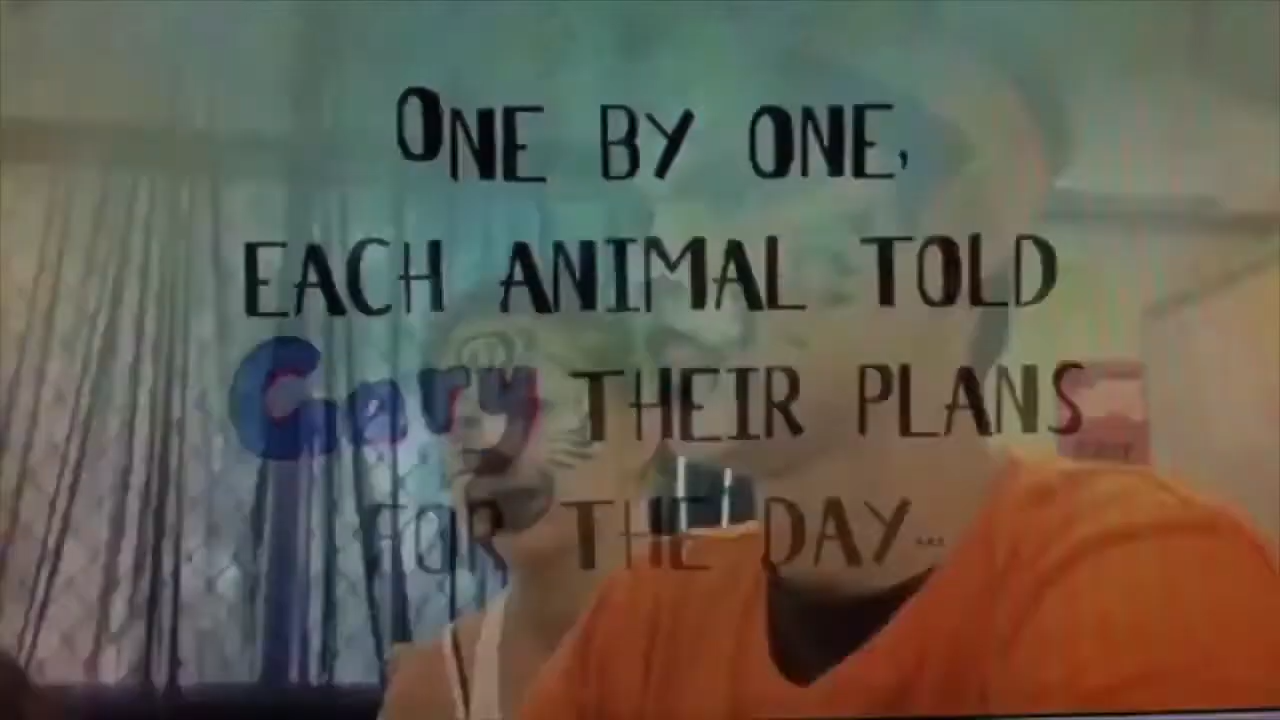 ONE BY ONE,
EACH ANIMAL TOLD
Gary THEIR PLANS
FOR THE DAY...